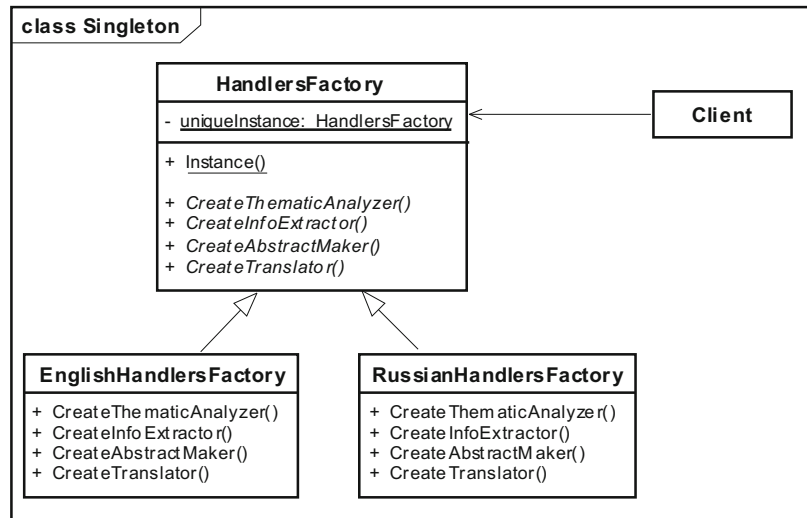 class Singleton
HandlersFactory
- uniqueInstance: HandlersFactory
+ Instance()
+ CreateThematicAnalyzer()
+ CreateInfoExtractor()
+ CreateAbstractMaker()
+ CreateTranslator()
Client
EnglishHandlersFactory
+ CreateThematicAnalyzer()
+ CreateInfoExtractor()
+ CreateAbstractMaker()
+ CreateTranslator()
RussianHandlersFactory
+ CreateThematicAnalyzer()
+ CreateInfoExtractor()
+ CreateAbstractMaker()
+ CreateTranslator()